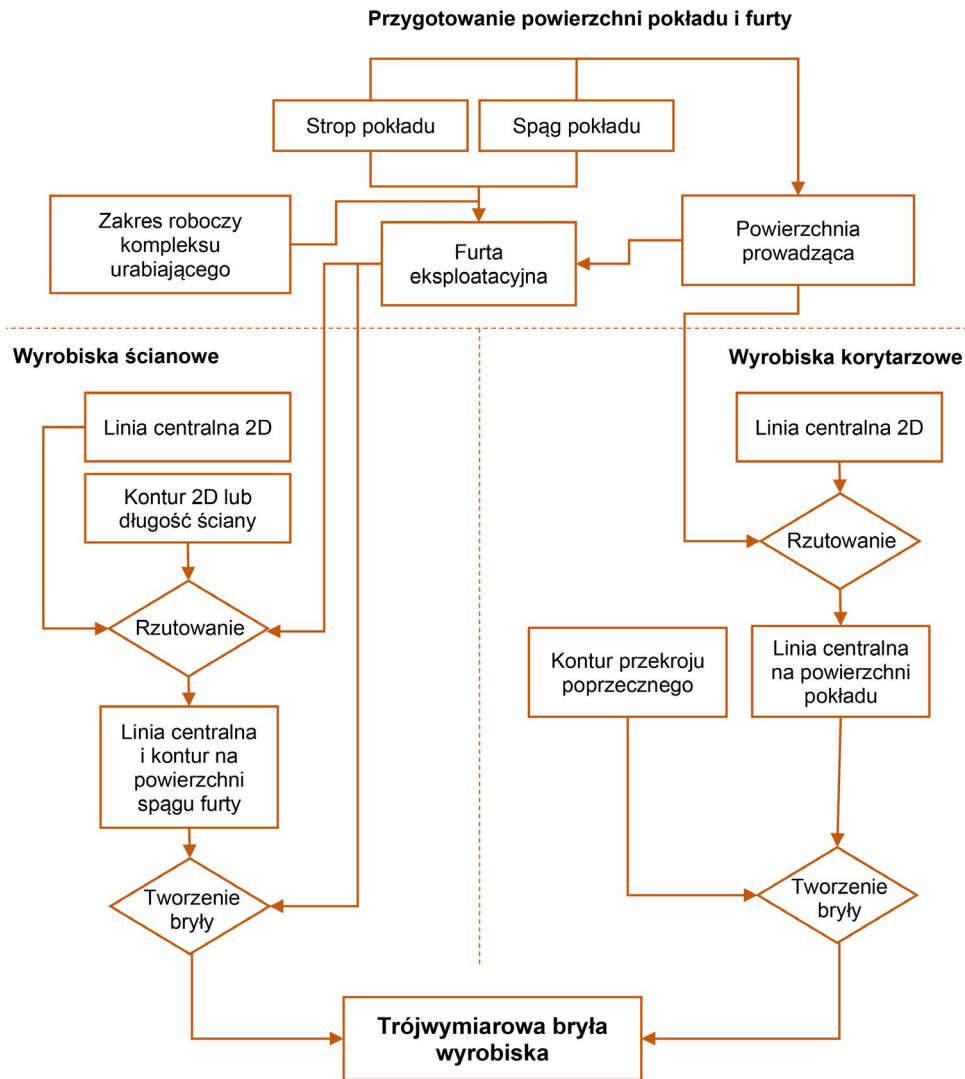 Przygotowanie powierzchni pokładu i furty
Strop pokładu
Spąg pokładu
Zakres roboczy
kompleksu
urabiającego
Furta
eksploatacyjna
Powierzchnia
prowadząca
Wyrobiska ścianowe
Linia centralna 2D
Kontur 2D lub
długość ściany
Rzutowanie
Linia centralna
i kontur na
powierzchni
spągu furty
Tworzenie
bryły
Wyrobiska korytarzowe
Linia centralna 2D
Rzutowanie
Kontur przekroju
poprzecznego
Linia centralna
na powierzchni
pokładu
Tworzenie
bryły
Trójwymiarowa bryła
wyrobiska